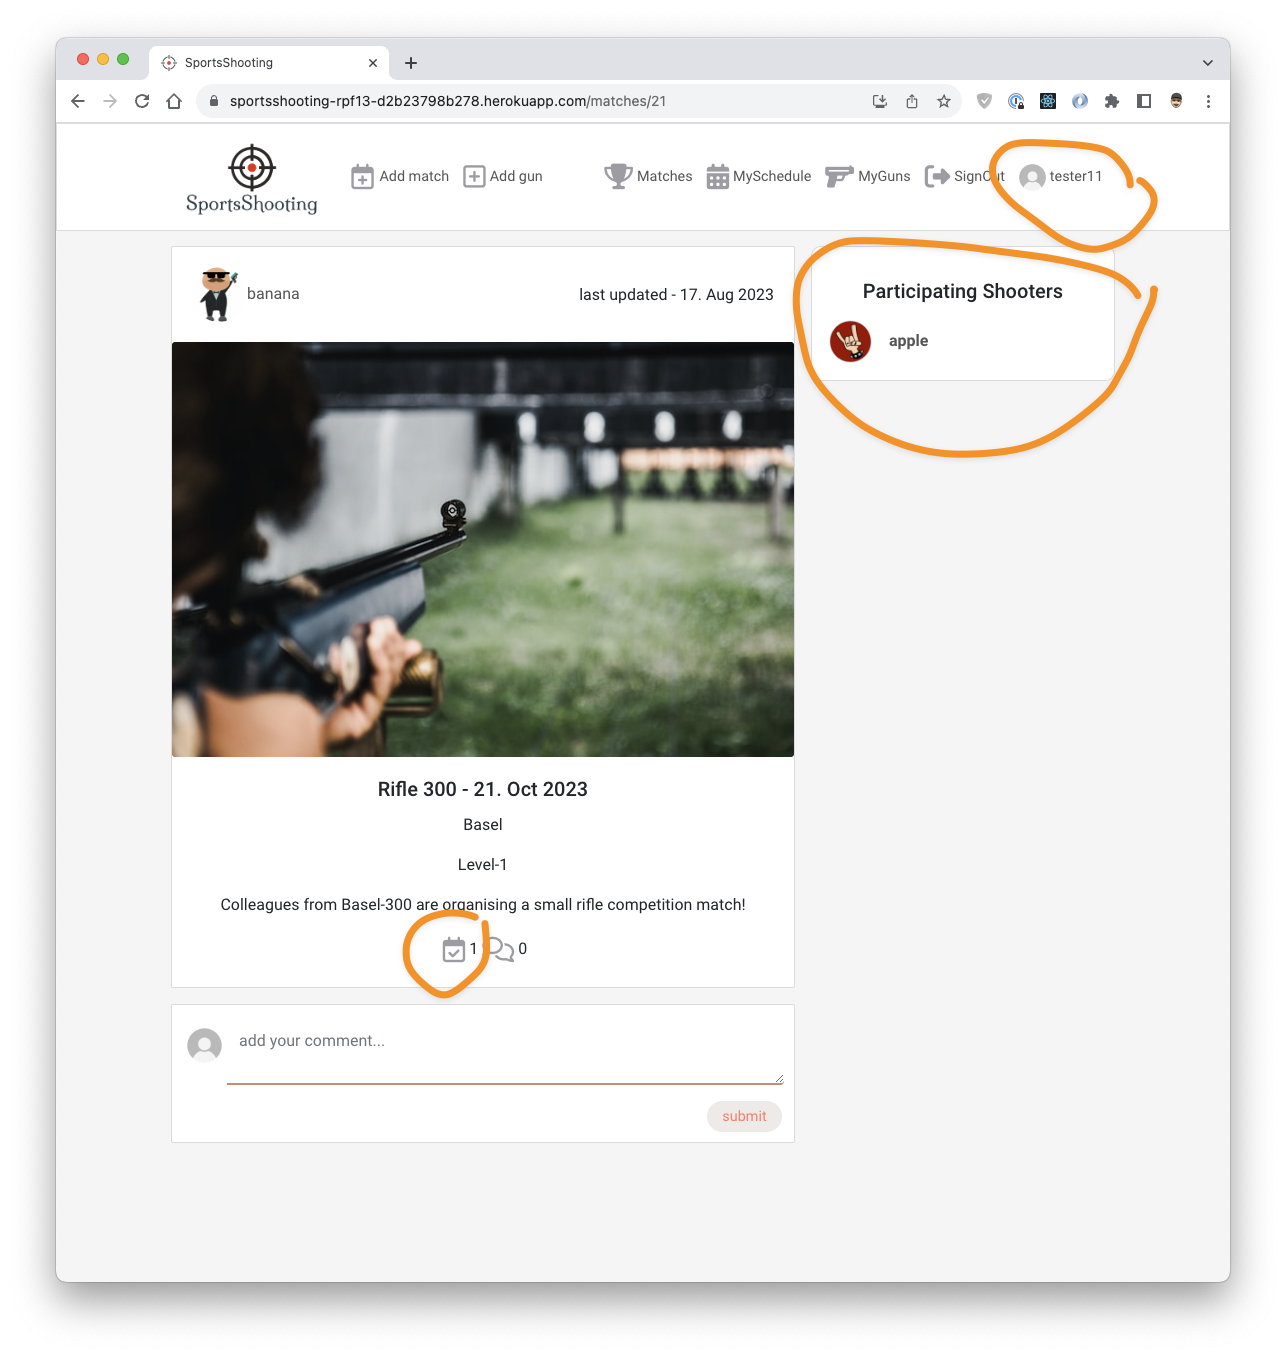 SportsShooting
sportsshooting-rpf13-d2b23798b278.herokuapp.com/matches/21
SportsShooting
Add match
Add gun
Matches
MySchedule
MyGuns
SignOut
tester11
banana
last updated - 17. Aug 2023
Participating Shooters
apple
Rifle 300 - 21. Oct 2023
Basel
Level-1
Colleagues from Basel-300 are organising a small rifle competition match!
1 0
add your comment...
submit